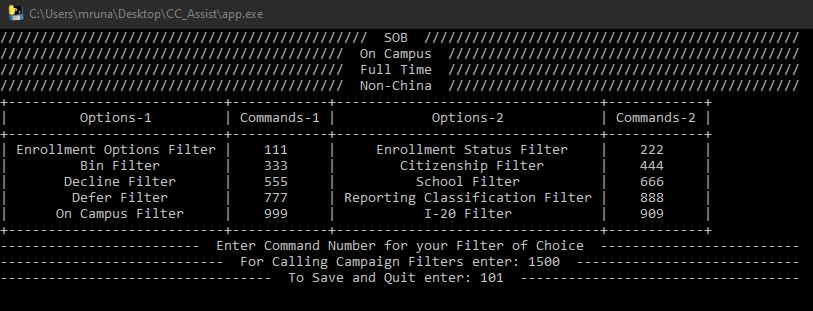 C:\Users\mruna\Desktop\CC_Assist\app.exe
SOB
On Campus
Full Time
Non-China
| Options-1 | Commands-1 | Options-2 | Commands-2 |
| Enrollment Options Filter | 111 | Enrollment Status Filter | 222 |
| Bin Filter | 333 | Citizenship Filter | 444 |
| Decline Filter | 555 | School Filter | 666 |
| Defer Filter | 777 | Reporting Classification Filter | 888 |
| On Campus Filter | 999 | I-20 Filter | 909 |
Enter Command Number for your Filter of Choice
For Calling Campaign Filters enter: 1500
To Save and Quit enter: 101